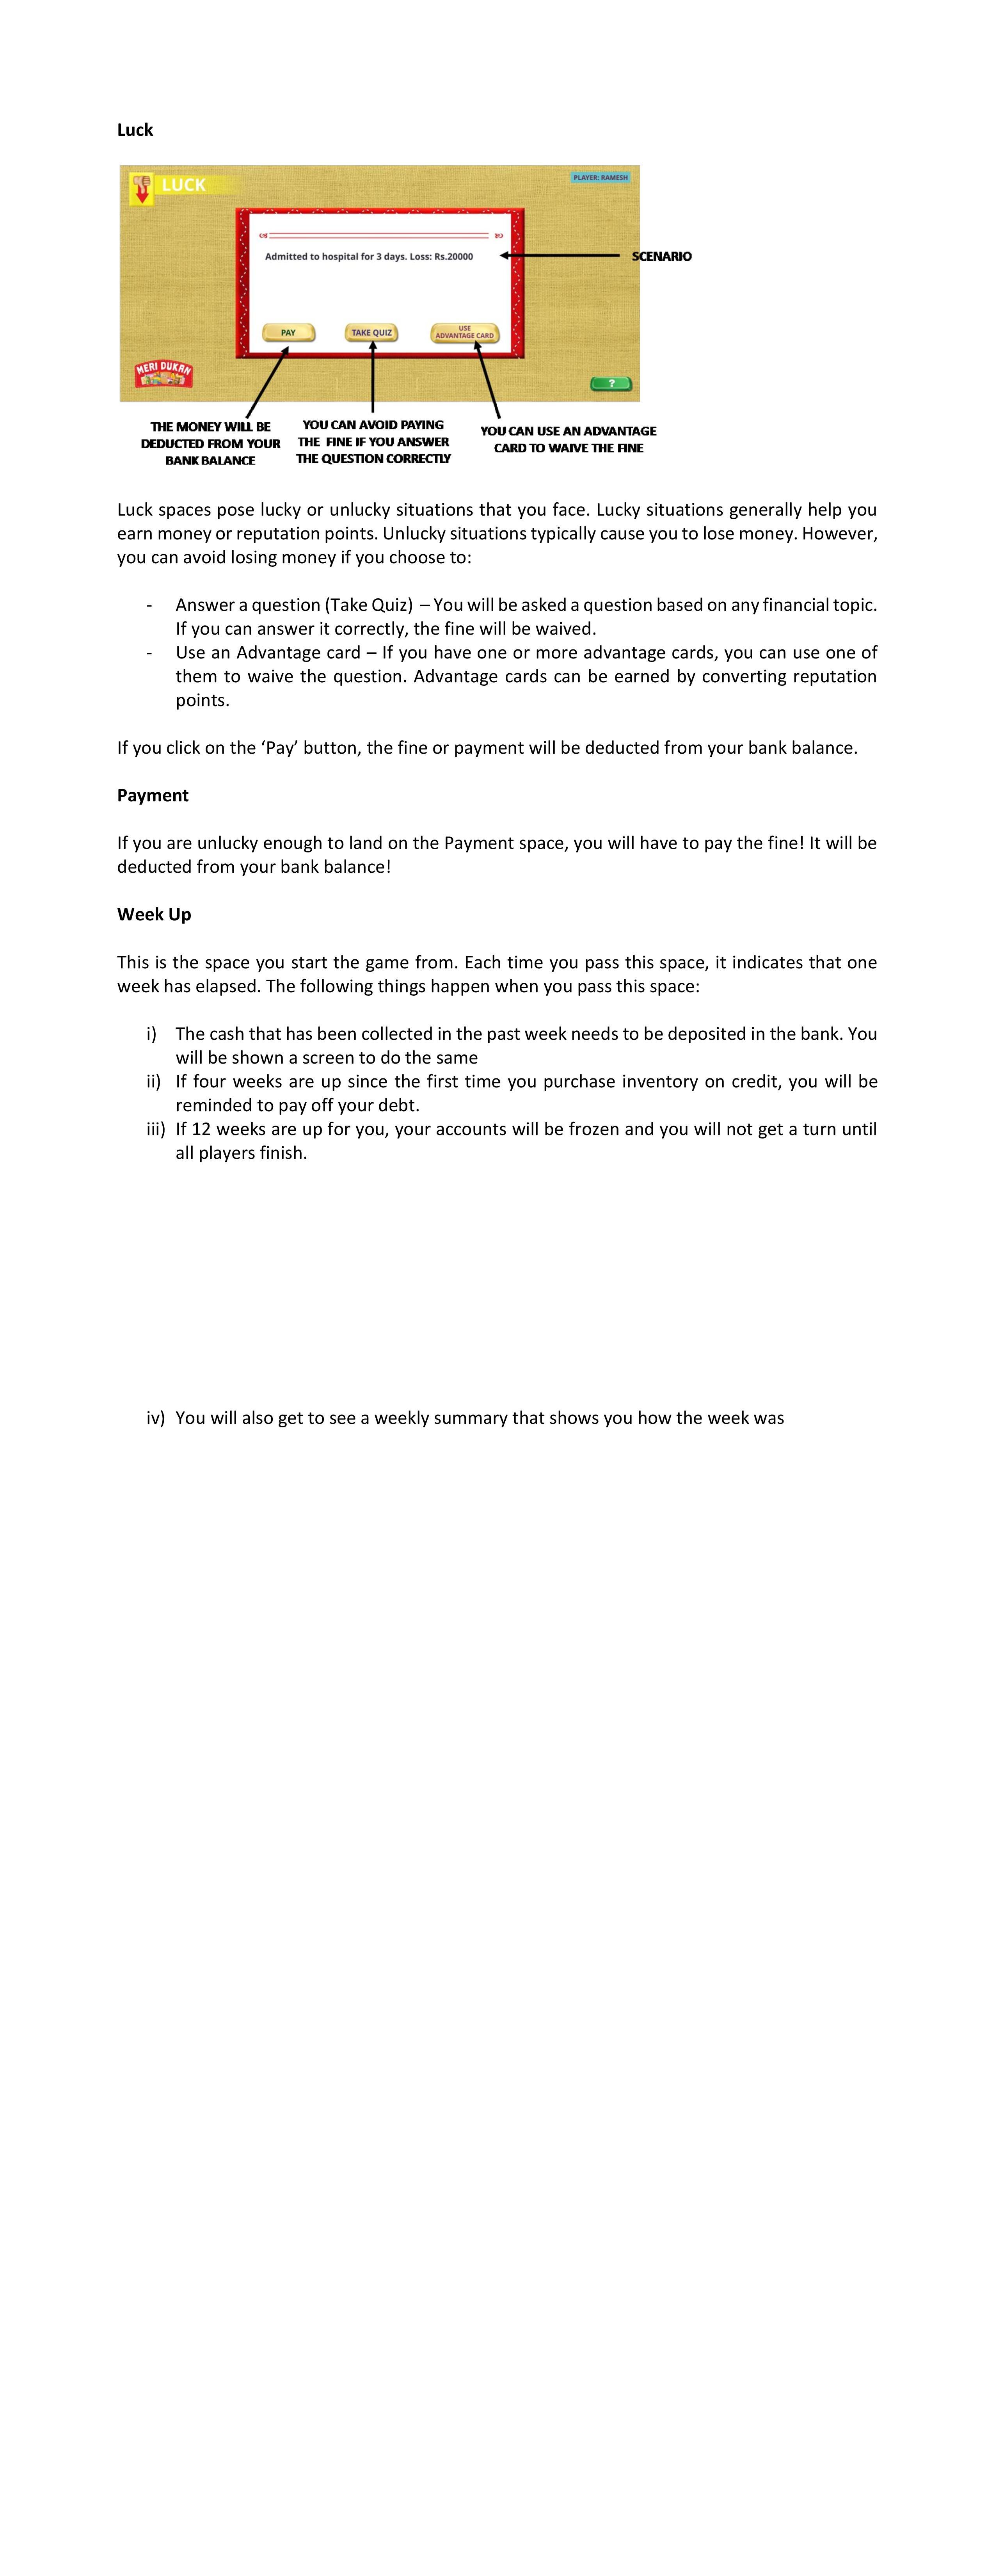 Luck
LUCK
PLAYER: RAMESH
Admitted to hospital for 3 days. Loss: Rs.20000
SCENARIO
PAY
TAKE QUIZ
USE
ADVANTAGE CARD
MERI DUKAN
?
THE MONEY WILL BE
DEDUCTED FROM YOUR
BANK BALANCE
YOU CAN AVOID PAYING
THE FINE IF YOU ANSWER
THE QUESTION CORRECTLY
YOU CAN USE AN ADVANTAGE
CARD TO WAIVE THE FINE
Luck spaces pose lucky or unlucky situations that you face. Lucky situations generally help you
earn money or reputation points. Unlucky situations typically cause you to lose money. However,
you can avoid losing money if you choose to:
- Answer a question (Take Quiz) – You will be asked a question based on any financial topic.
If you can answer it correctly, the fine will be waived.
- Use an Advantage card – If you have one or more advantage cards, you can use one of
them to waive the question. Advantage cards can be earned by converting reputation
points.
If you click on the ‘Pay’ button, the fine or payment will be deducted from your bank balance.
Payment
If you are unlucky enough to land on the Payment space, you will have to pay the fine! It will be
deducted from your bank balance!
Week Up
This is the space you start the game from. Each time you pass this space, it indicates that one
week has elapsed. The following things happen when you pass this space:
i) The cash that has been collected in the past week needs to be deposited in the bank. You
will be shown a screen to do the same
ii) If four weeks are up since the first time you purchase inventory on credit, you will be
reminded to pay off your debt.
iii) If 12 weeks are up for you, your accounts will be frozen and you will not get a turn until
all players finish.
iv) You will also get to see a weekly summary that shows you how the week was